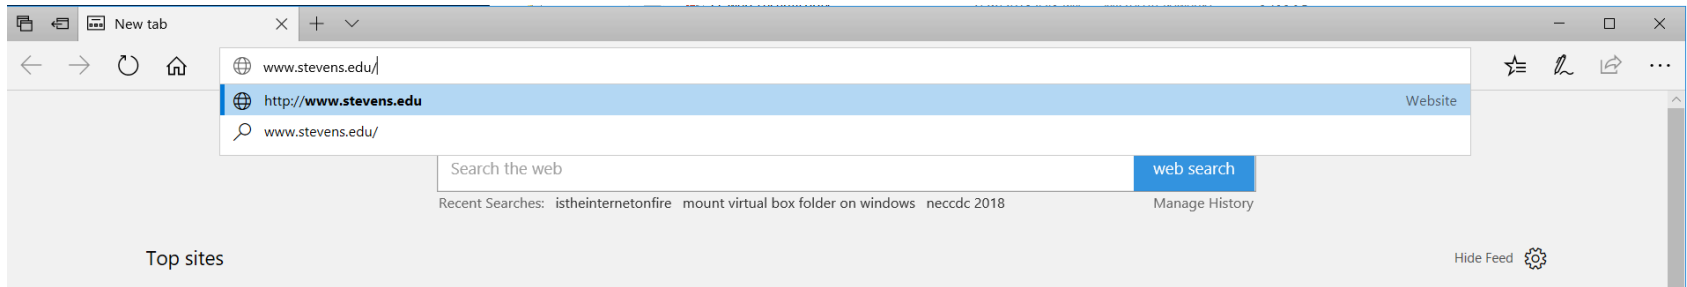 New tab
www.stevens.edu/
http://www.stevens.edu Website
www.stevens.edu/
Search the web web search
Recent Searches: istheinternetonfire mount virtual box folder on windows neccdc 2018 Manage History
Top sites Hide Feed